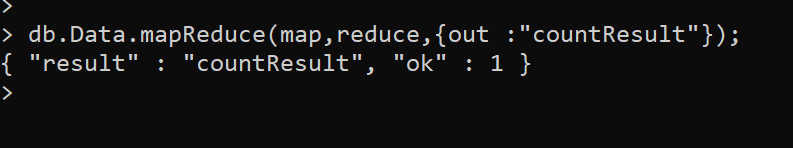 >
> db.Data.mapReduce(map,reduce,{out :"countResult"});
{ "result" : "countResult", "ok" : 1 }
>